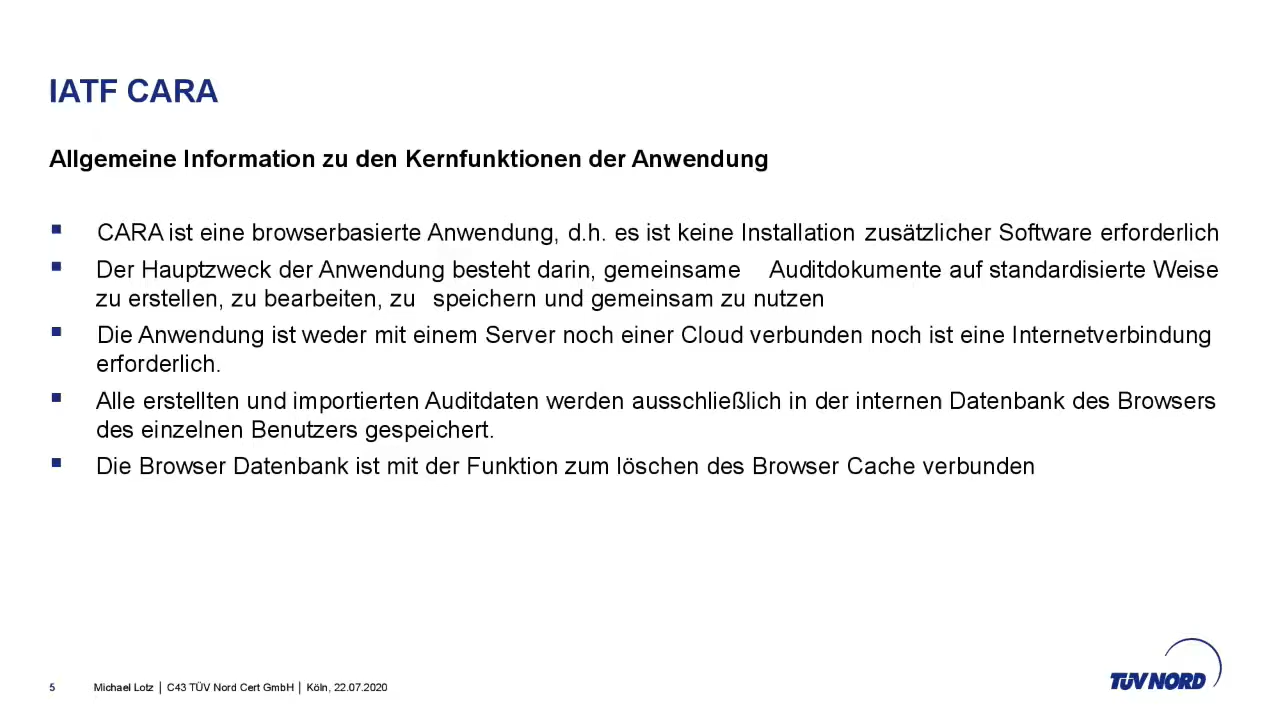 IATF CARA
Allgemeine Information zu den Kernfunktionen der Anwendung
▪ CARA ist eine browserbasierte Anwendung, d.h. es ist keine Installation zusätzlicher Software erforderlich
▪ Der Hauptzweck der Anwendung besteht darin, gemeinsame Auditdokumente auf standardisierte Weise
zu erstellen, zu bearbeiten, zu speichern und gemeinsam zu nutzen
▪ Die Anwendung ist weder mit einem Server noch einer Cloud verbunden noch ist eine Internetverbindung
erforderlich.
▪ Alle erstellten und importierten Auditdaten werden ausschließlich in der internen Datenbank des Browsers
des einzelnen Benutzers gespeichert.
▪ Die Browser Datenbank ist mit der Funktion zum löschen des Browser Cache verbunden
5 Michael Lotz │ C43 TÜV Nord Cert GmbH │ Köln, 22.07.2020
TÜV NORD